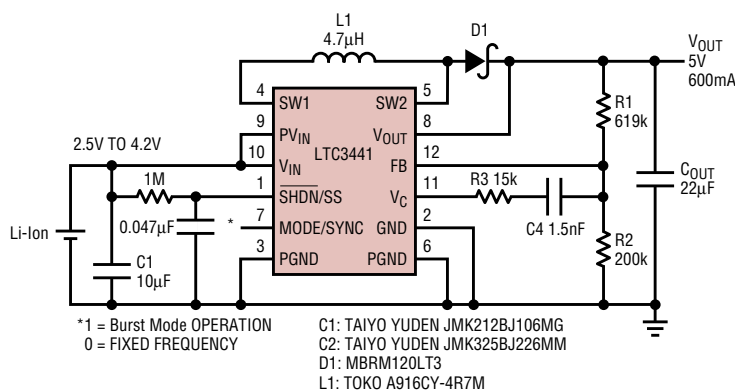 L1
4.7µH
D1
VOUT
5V
600mA
4
SW1
SW2
5
9
PVIN
VOUT
8
R1
619k
2.5V TO 4.2V
10
VIN
LTC3441
FB
12
1M
1
SHDN/SS
VC
11
R3 15k
COUT
22µF
Li-Ion
0.047µF
*
7
MODE/SYNC
GND
2
C4 1.5nF
R2
200k
C1
10µF
3
PGND
PGND
6
*1 = Burst Mode OPERATION
0 = FIXED FREQUENCY
C1: TAIYO YUDEN JMK212BJ106MG
C2: TAIYO YUDEN JMK325BJ226MM
D1: MBRM120LT3
L1: TOKO A916CY-4R7M